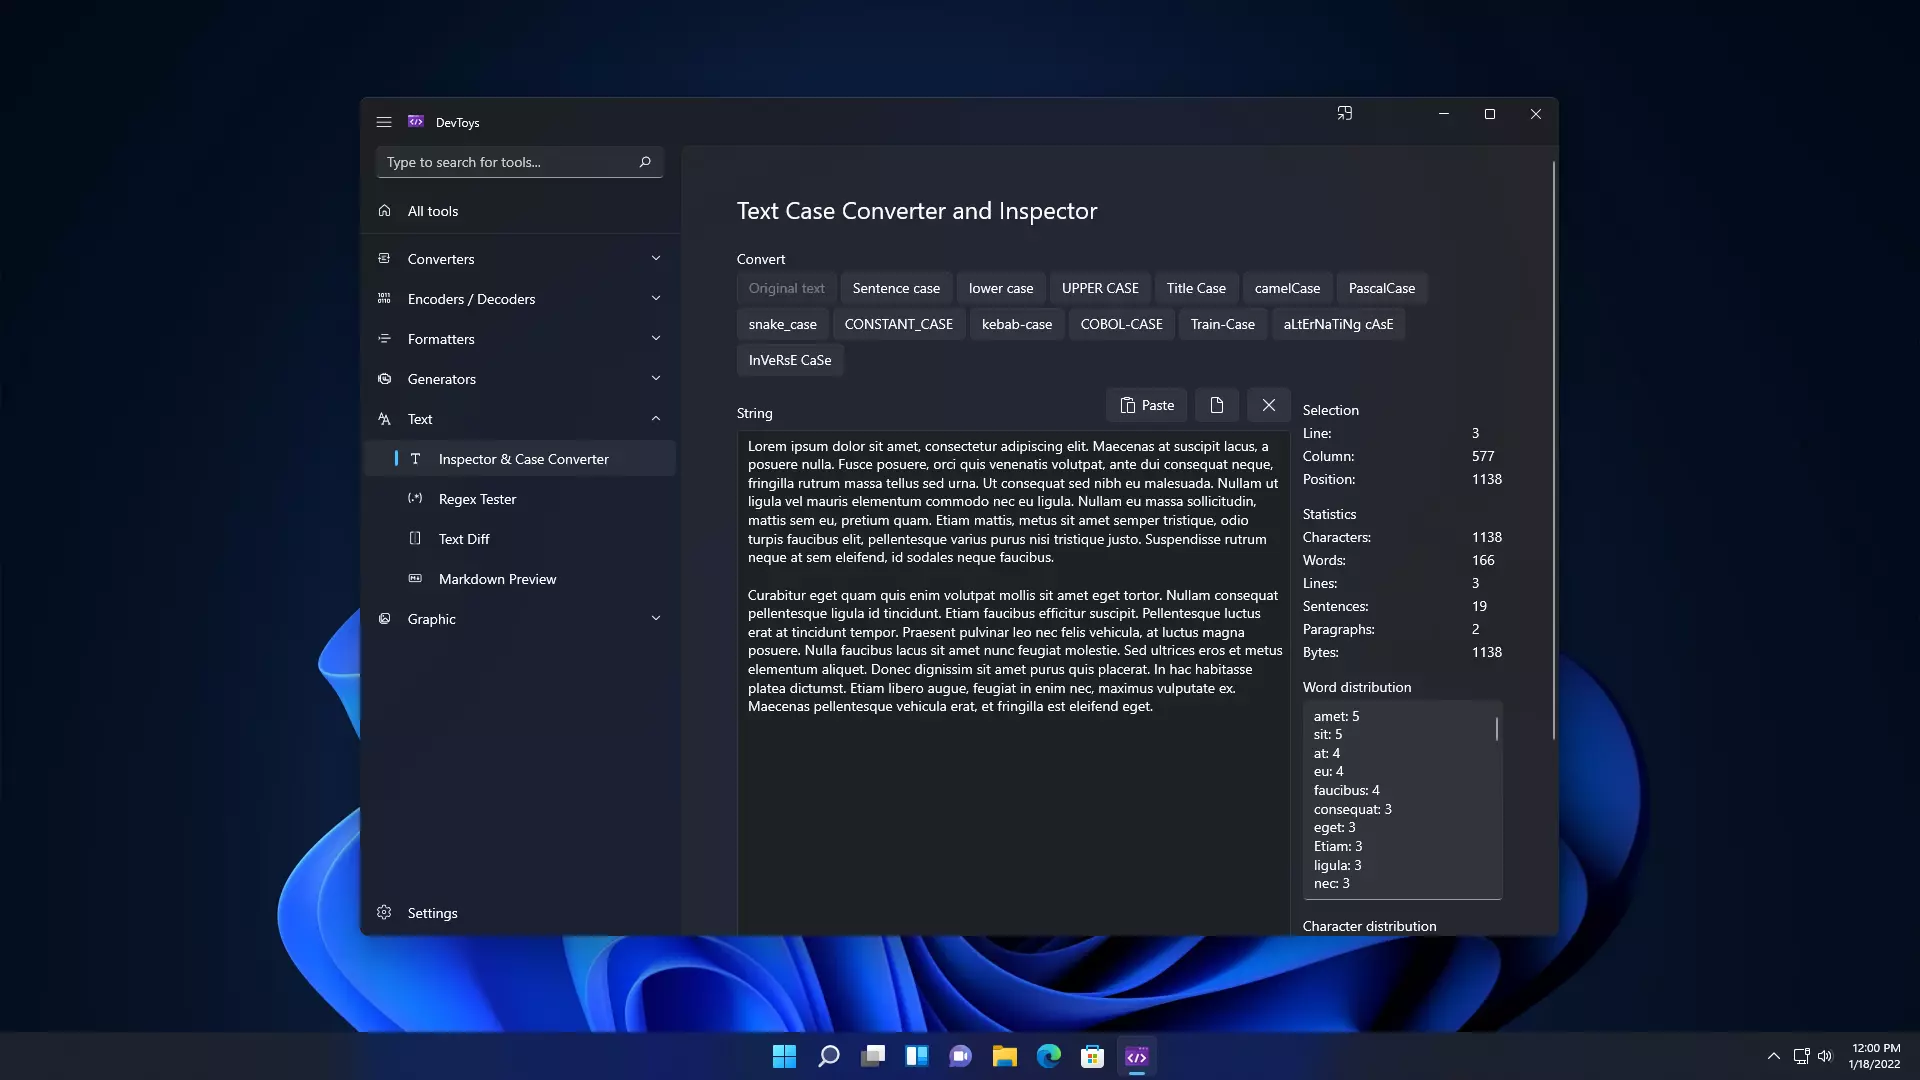 DevToys
Type to search for tools...
All tools
Converters
Encoders / Decoders
Formatters
Generators
Text
Inspector & Case Converter
Regex Tester
Text Diff
Markdown Preview
Graphic
Settings
Text Case Converter and Inspector
Convert
Original text Sentence case lower case UPPER CASE Title Case camelCase PascalCase
snake_case CONSTANT_CASE kebab-case COBOL-CASE Train-Case aLtErNaTiNg cAsE
InVeRsE CaSe
String
Paste
Lorem ipsum dolor sit amet, consectetur adipiscing elit. Maecenas at suscipit lacus, a
posuere nulla. Fusce posuere, orci quis venenatis volutpat, ante dui consequat neque,
fringilla rutrum massa tellus sed urna. Ut consequat sed nibh eu malesuada. Nullam ut
ligula vel mauris elementum commodo nec eu ligula. Nullam eu massa sollicitudin,
mattis sem eu, pretium quam. Etiam mattis, metus sit amet semper tristique, odio
turpis faucibus elit, pellentesque varius purus nisi tristique justo. Suspendisse rutrum
neque at sem eleifend, id sodales neque faucibus.
Curabitur eget quam quis enim volutpat mollis sit amet eget tortor. Nullam consequat
pellentesque ligula id tincidunt. Etiam faucibus efficitur suscipit. Pellentesque luctus
erat at tincidunt tempor. Praesent pulvinar leo nec felis vehicula, at luctus magna
posuere. Nulla faucibus lacus sit amet nunc feugiat molestie. Sed ultrices eros et metus
elementum aliquet. Donec dignissim sit amet purus quis placerat. In hac habitasse
platea dictumst. Etiam libero augue, feugiat in enim nec, maximus vulputate ex.
Maecenas pellentesque vehicula erat, et fringilla est eleifend eget.
Selection
Line: 3
Column: 577
Position: 1138
Statistics
Characters: 1138
Words: 166
Lines: 3
Sentences: 19
Paragraphs: 2
Bytes: 1138
Word distribution
amet: 5
sit: 5
at: 4
eu: 4
faucibus: 4
consequat: 3
eget: 3
Etiam: 3
ligula: 3
nec: 3
Character distribution
12:00 PM
1/18/2022